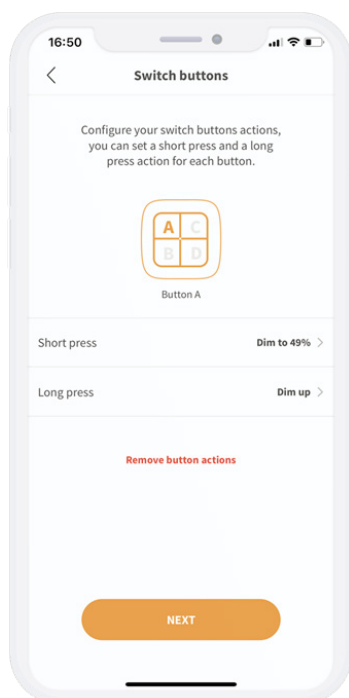 16:50
Switch buttons
Configure your switch buttons actions,
you can set a short press and a long
press action for each button.
A C
B D
Button A
Short press Dim to 49% >
Long press Dim up >
Remove button actions
NEXT